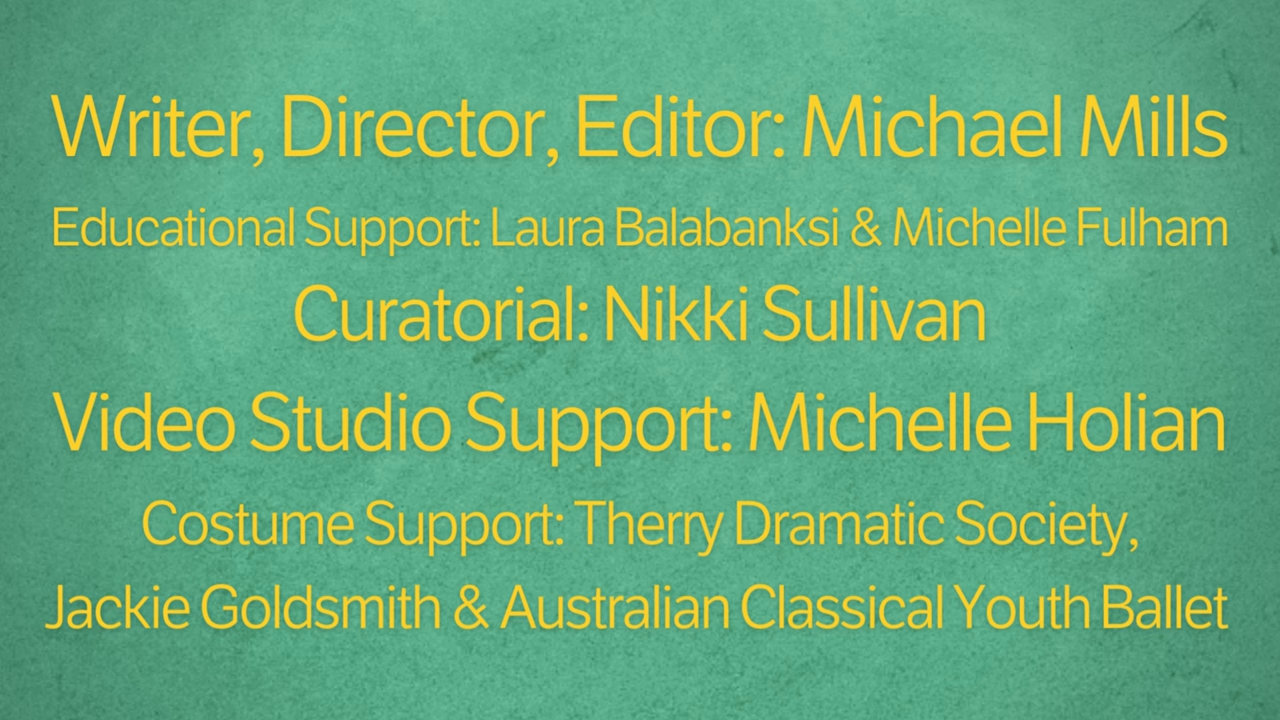 Writer, Director, Editor: Michael Mills
Educational Support: Laura Balabanksi & Michelle Fulham
Curatorial: Nikki Sullivan
Video Studio Support: Michelle Holian
Costume Support: Therry Dramatic Society,
Jackie Goldsmith & Australian Classical Youth Ballet